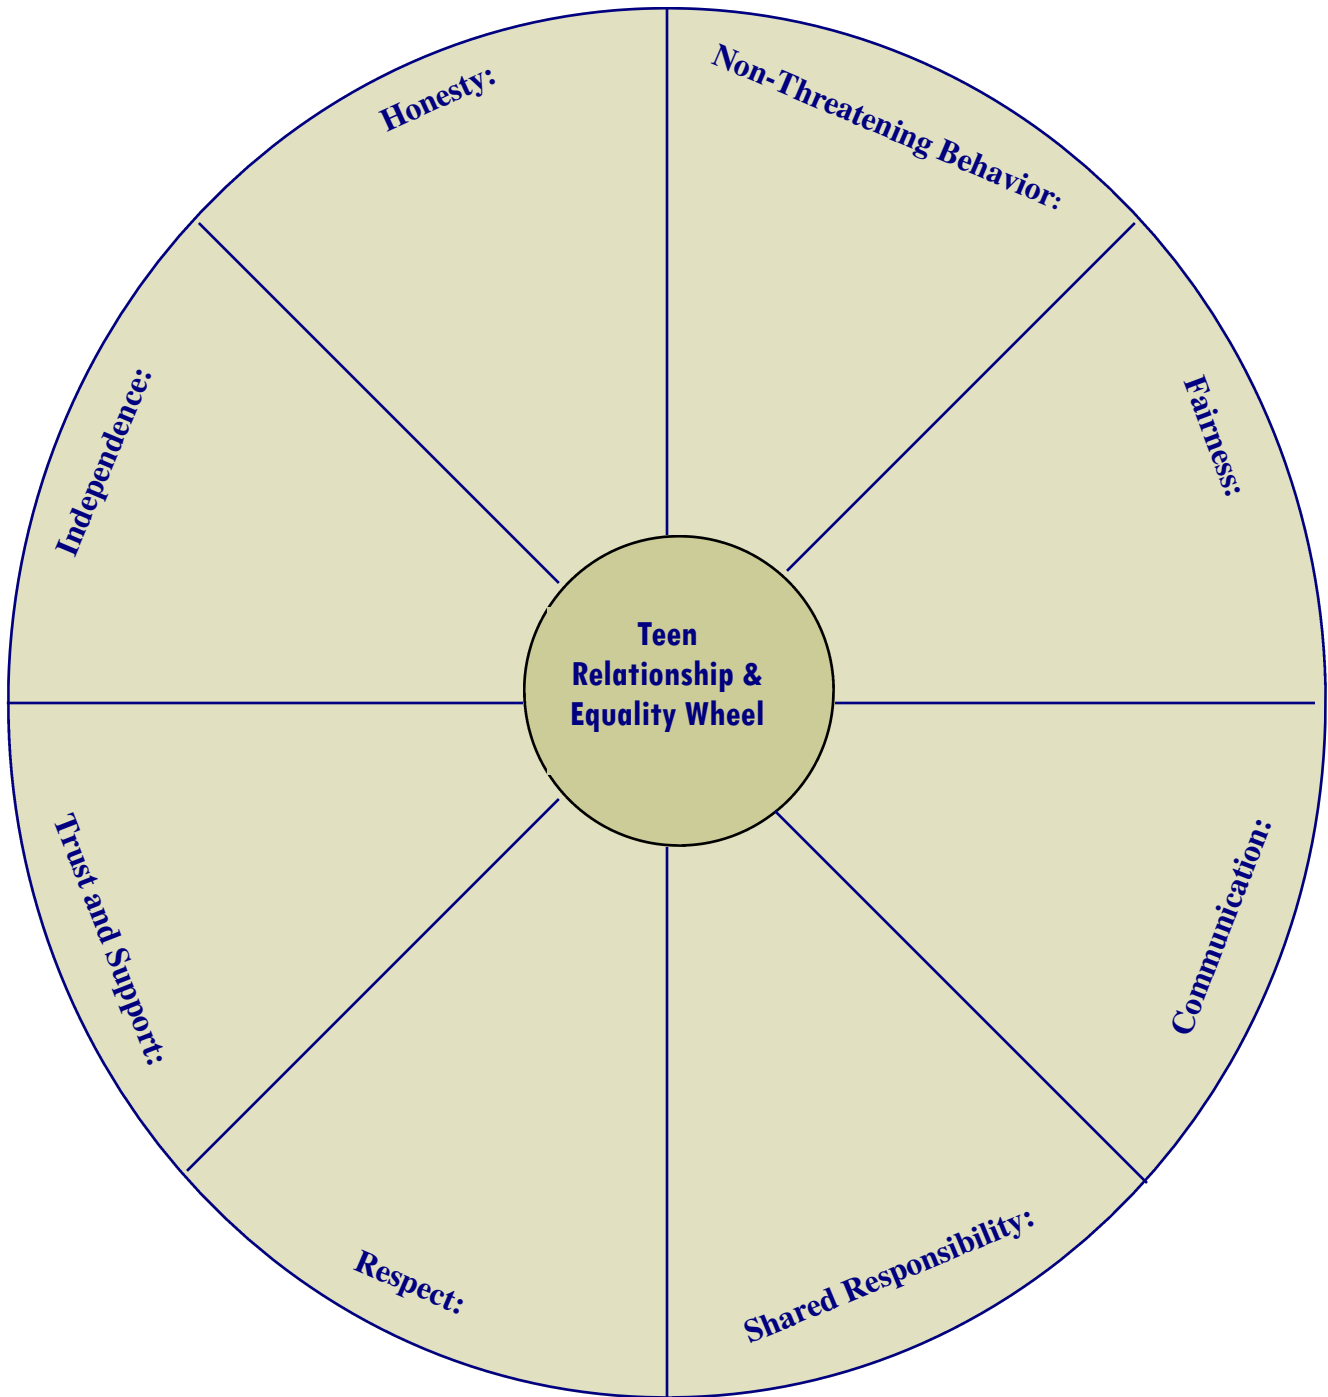 Honesty:
Non-Threatening Behavior:
Independence:
Fairness:
Teen
Relationship &
Equality Wheel
Trust and Support:
Communication:
Respect:
Shared Responsibility: